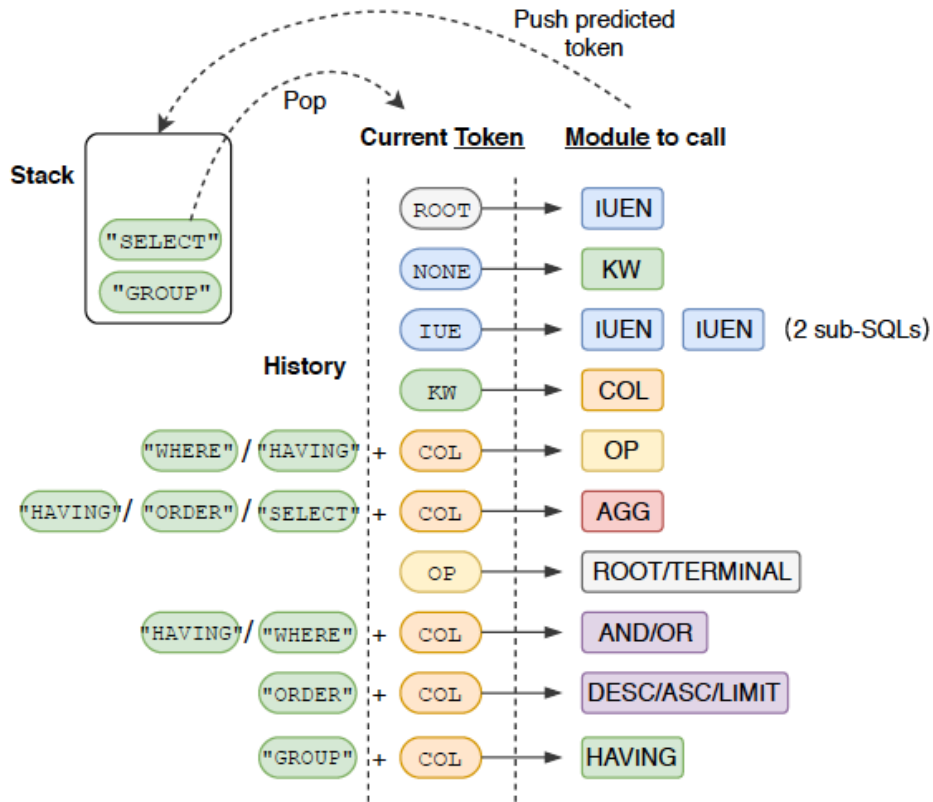 Push predicted
token
Pop
Current Token Module to call
Stack
ROOT IUEN
"SELECT"
NONE KW
"GROUP"
IUE IUEN IUEN (2 sub-SQLs)
History
KW COL
"WHERE" / "HAVING" + COL OP
"HAVING" / "ORDER" / "SELECT" + COL AGG
OP ROOT/TERMINAL
"HAVING" / "WHERE" + COL AND/OR
"ORDER" + COL DESC/ASC/LIMIT
"GROUP" + COL HAVING